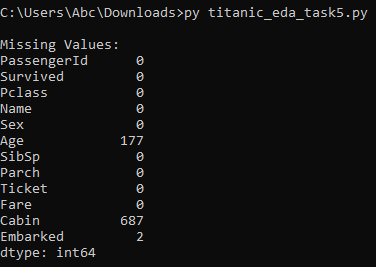 C:\Users\Abc\Downloads>py titanic_eda_task5.py
Missing Values:
PassengerId 0
Survived 0
Pclass 0
Name 0
Sex 0
Age 177
SibSp 0
Parch 0
Ticket 0
Fare 0
Cabin 687
Embarked 2
dtype: int64